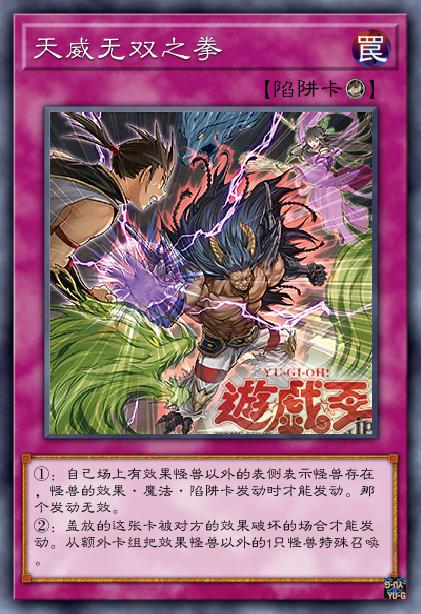 天威无双之拳
罠
【陷阱卡】
YU-GI-OH!
遊戯王
.jp
①：自己场上有效果怪兽以外的表侧表示怪兽存在
，怪兽的效果·魔法·陷阱卡发动时才能发动。那
个发动无效。
②：盖放的这张卡被对方的效果破坏的场合才能发
动。从额外卡组把效果怪兽以外的1只怪兽特殊召唤
。